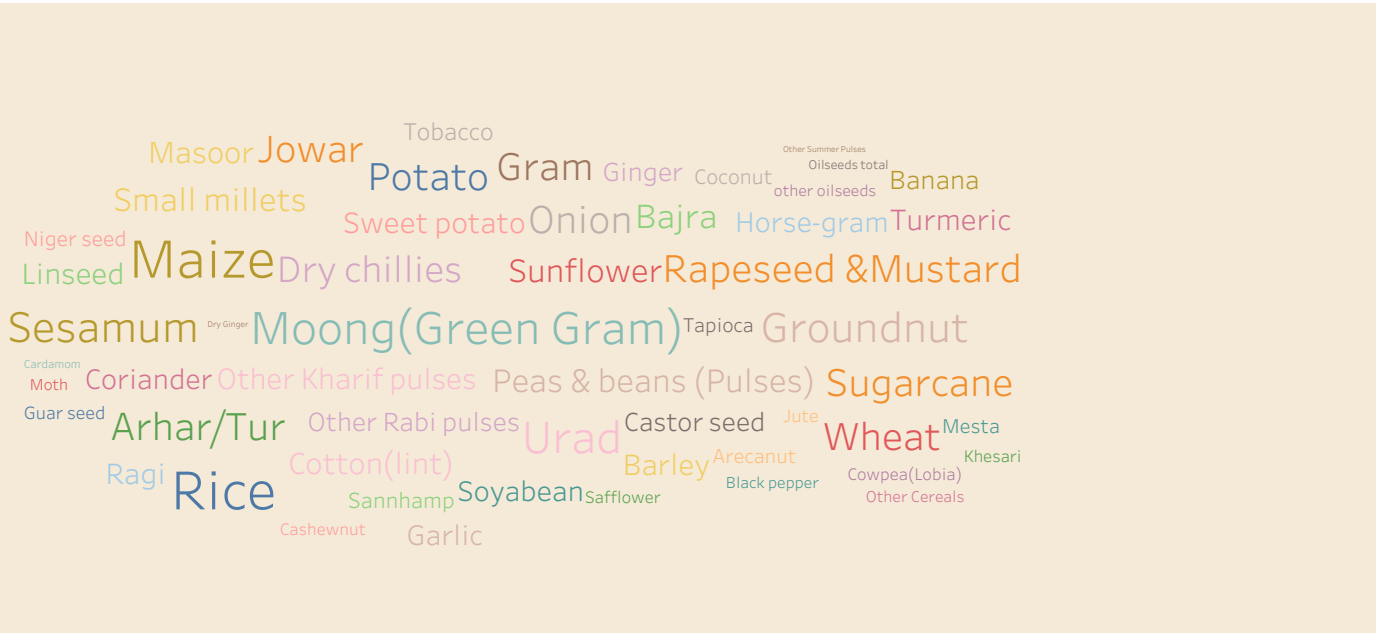 Tobacco
Masoor Jowar
Other Summer Pulses
Potato Gram Ginger Coconut Oilseeds total
other oilseeds Banana
Small millets
Sweet potato Onion Bajra Horse-gram Turmeric
Niger seed
Linseed Maize Dry chillies Sunflower Rapeseed &Mustard
Sesamum Dry Ginger Moong(Green Gram) Tapioca Groundnut
Cardamom
Moth Coriander Other Kharif pulses Peas & beans (Pulses) Sugarcane
Guar seed Arhar/Tur Other Rabi pulses Urad Castor seed Jute Wheat Mesta
Ragi Cotton(lint) Barley Arecanut Khesari
Rice Sannhamp Soyabean Safflower Black pepper Cowpea(Lobia)
Other Cereals
Cashewnut Garlic